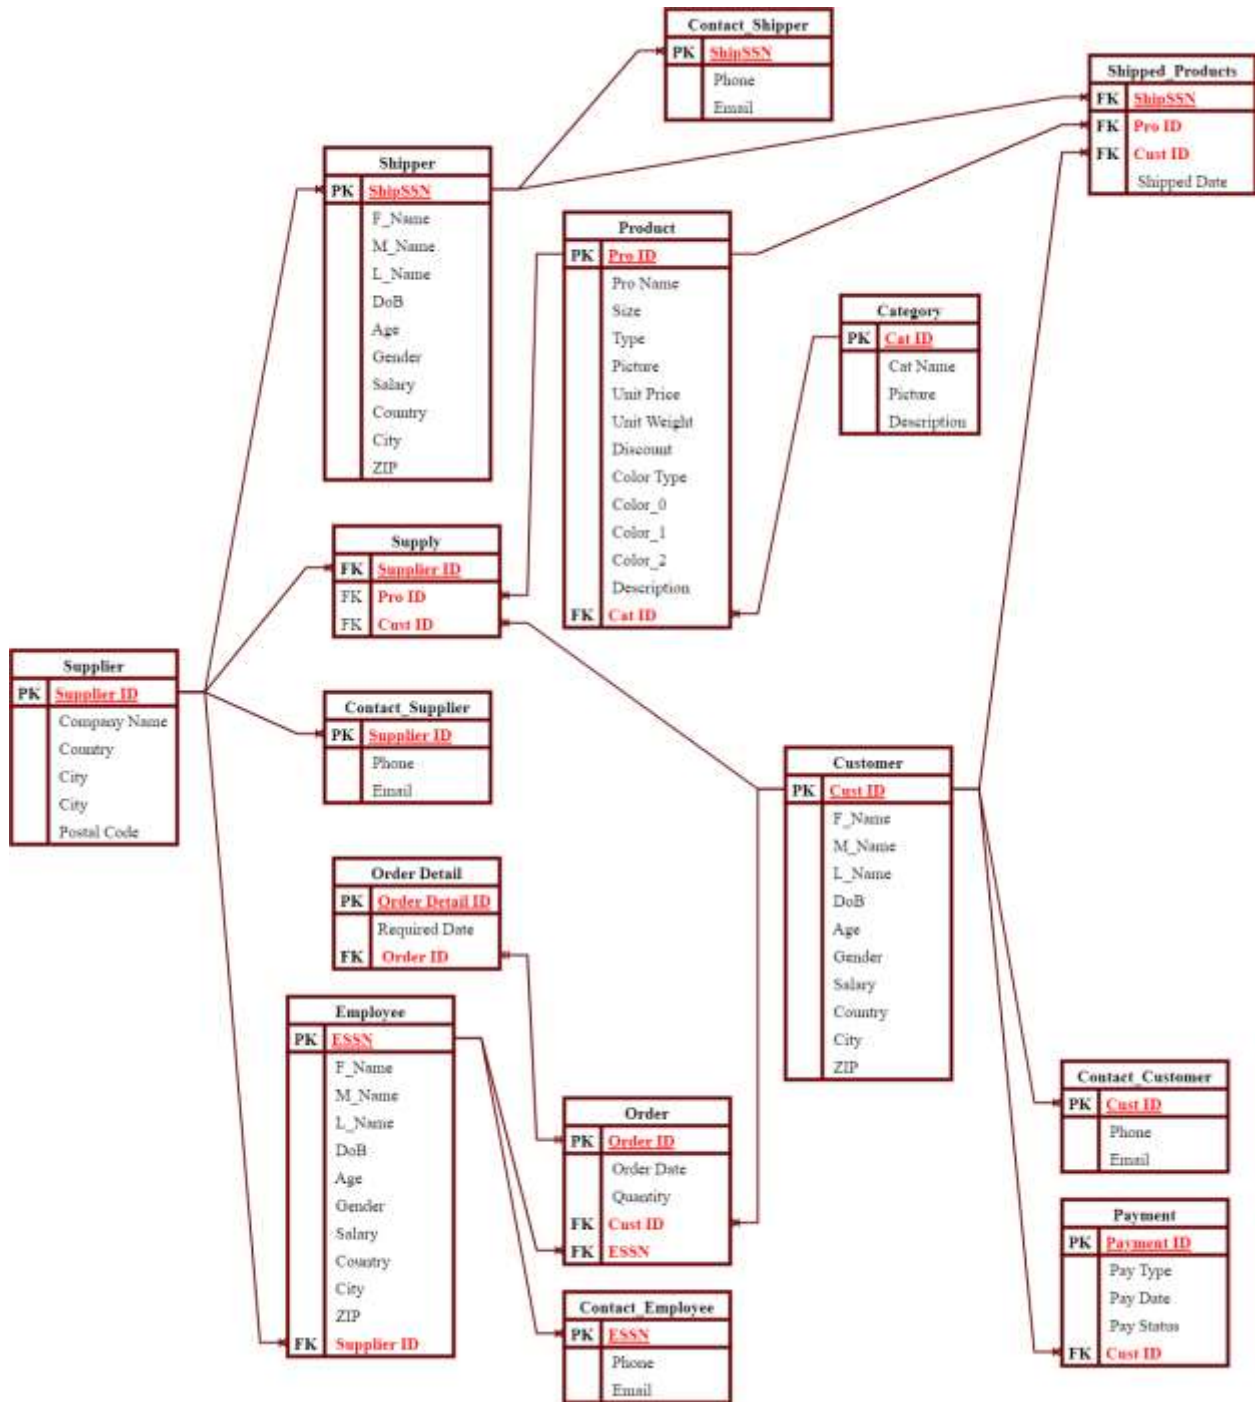 Contact_Shipper
PK ShipSSN
Phone
Email
Shipped_Products
FK ShipSSN
FK Pro ID
FK Cust ID
Shipped Date
Shipper
PK ShipSSN
F_Name
M_Name
L_Name
DoB
Age
Gender
Salary
Country
City
ZIP
Product
PK Pro ID
Pro Name
Size
Type
Picture
Unit Price
Unit Weight
Discount
Color Type
Color_0
Color_1
Color_2
Description
FK Cat ID
Category
PK Cat ID
Cat Name
Picture
Description
Supply
FK Supplier ID
FK Pro ID
FK Cust ID
Supplier
PK Supplier ID
Company Name
Country
City
City
Postal Code
Contact_Supplier
PK Supplier ID
Phone
Email
Customer
PK Cust ID
F_Name
M_Name
L_Name
DoB
Age
Gender
Salary
Country
City
ZIP
Order Detail
PK Order Detail ID
Required Date
FK Order ID
Employee
PK ESSN
F_Name
M_Name
L_Name
DoB
Age
Gender
Salary
Country
City
ZIP
FK Supplier ID
Order
PK Order ID
Order Date
Quantity
FK Cust ID
FK ESSN
Contact_Customer
PK Cust ID
Phone
Email
Payment
PK Payment ID
Pay Type
Pay Date
Pay Status
FK Cust ID
Contact_Employee
PK ESSN
Phone
Email